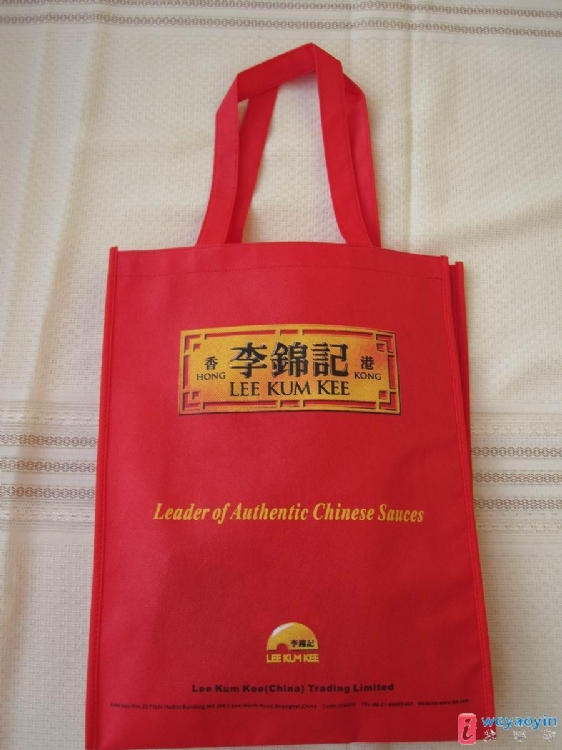 香 李錦記 港
HONG LEE KUM KEE KONG
Leader of Authentic Chinese Sauces
李錦記
LEE KUM KEE
Lee Kum Kee(China) Trading Limited
wcyaoyin